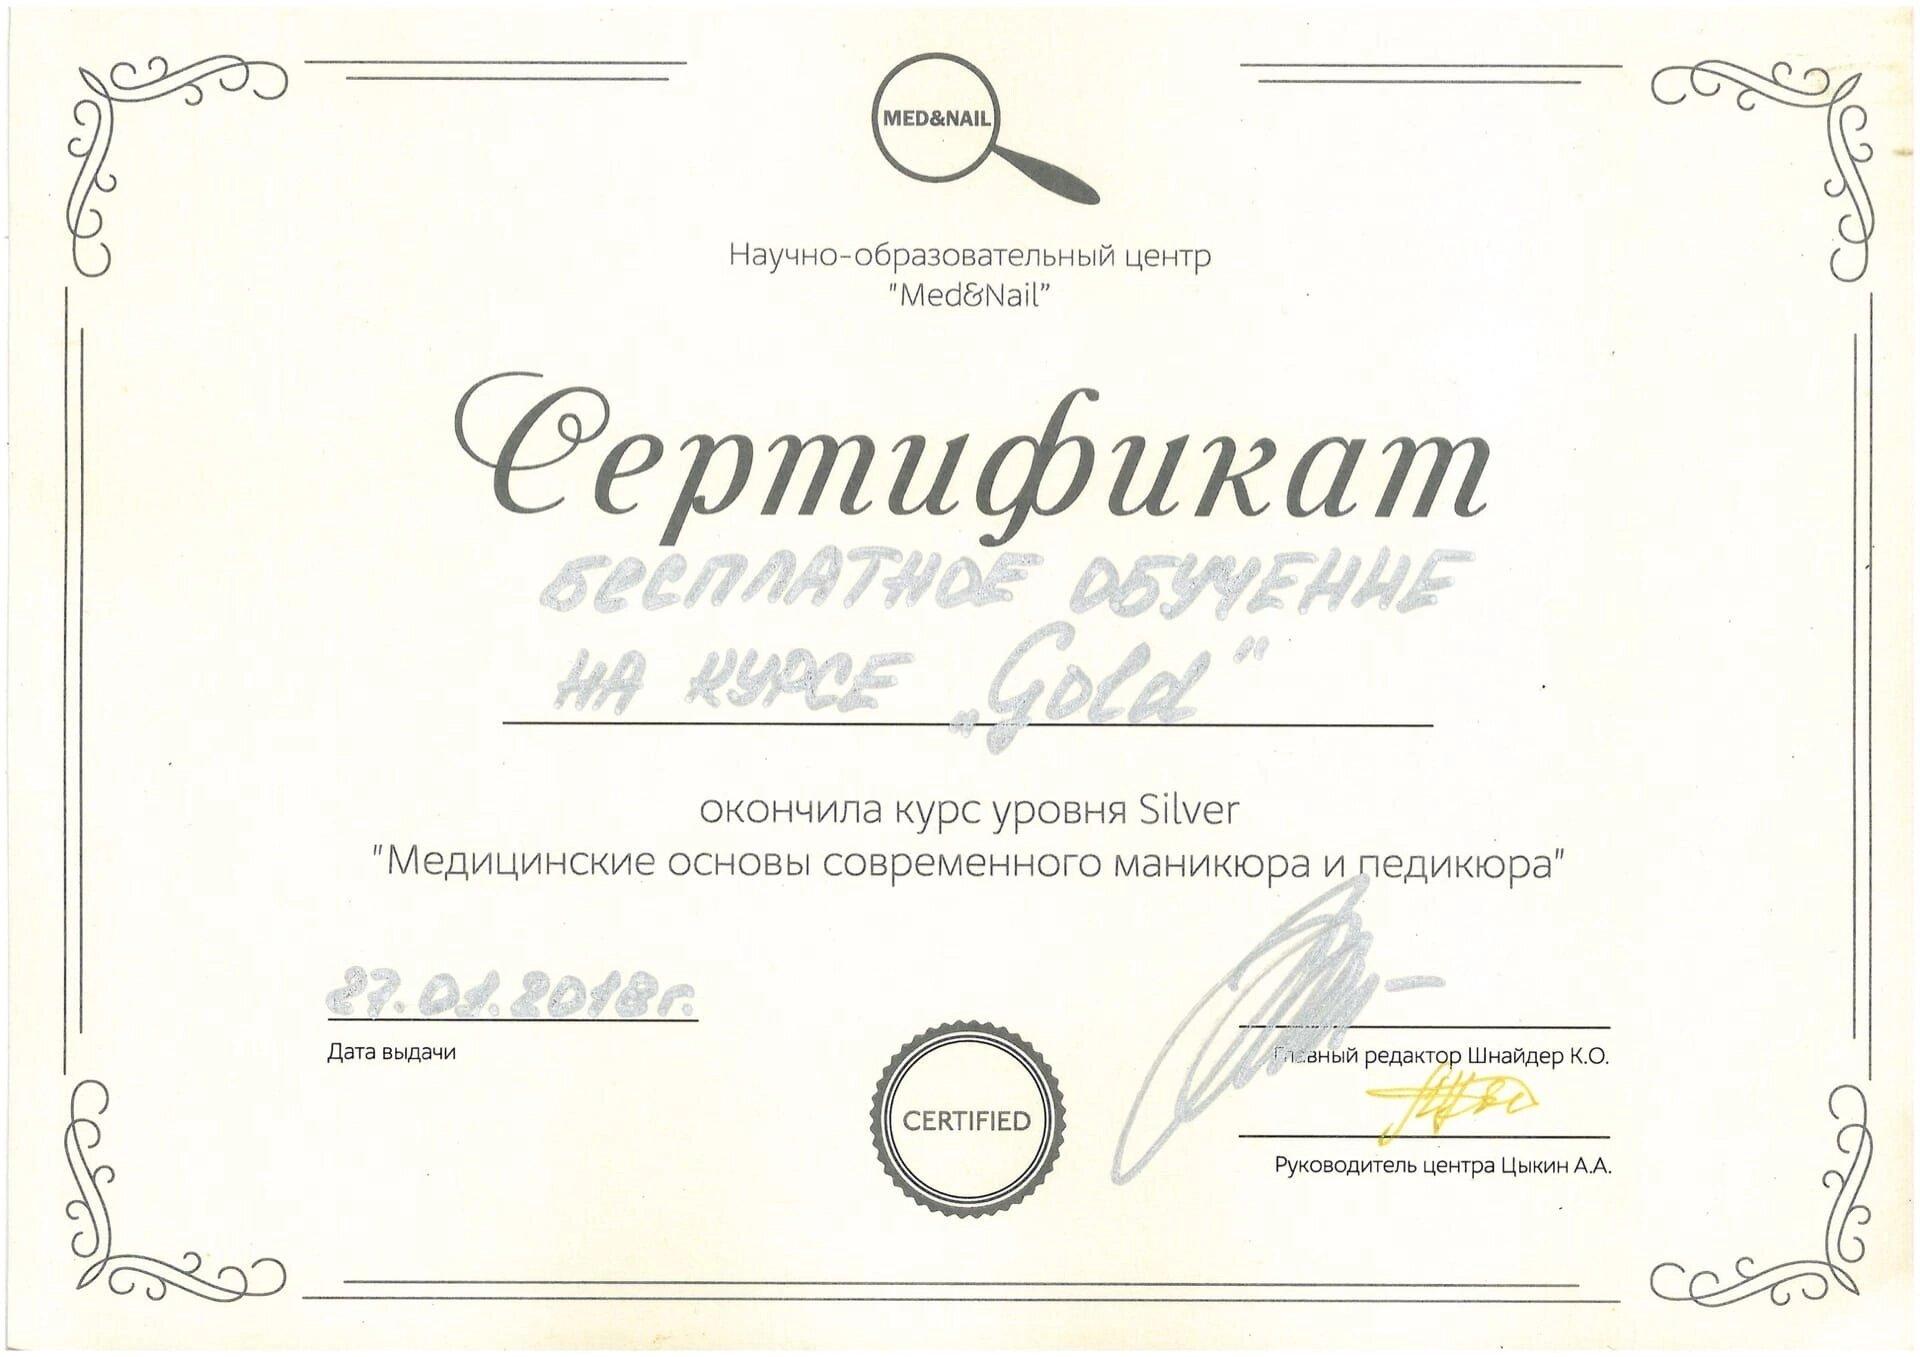 MED&NAIL
Научно-образовательный центр
"Med&Nail”
Сертификат
БЕСПЛАТНОЕ ОБУЧЕНИЕ
НА КУРСЕ „Gold“
окончила курс уровня Silver
"Медицинские основы современного маникюра и педикюра"
27.01.2018г.
Дата выдачи
Главный редактор Шнайдер К.О.
CERTIFIED
Руководитель центра Цыкин А.А.